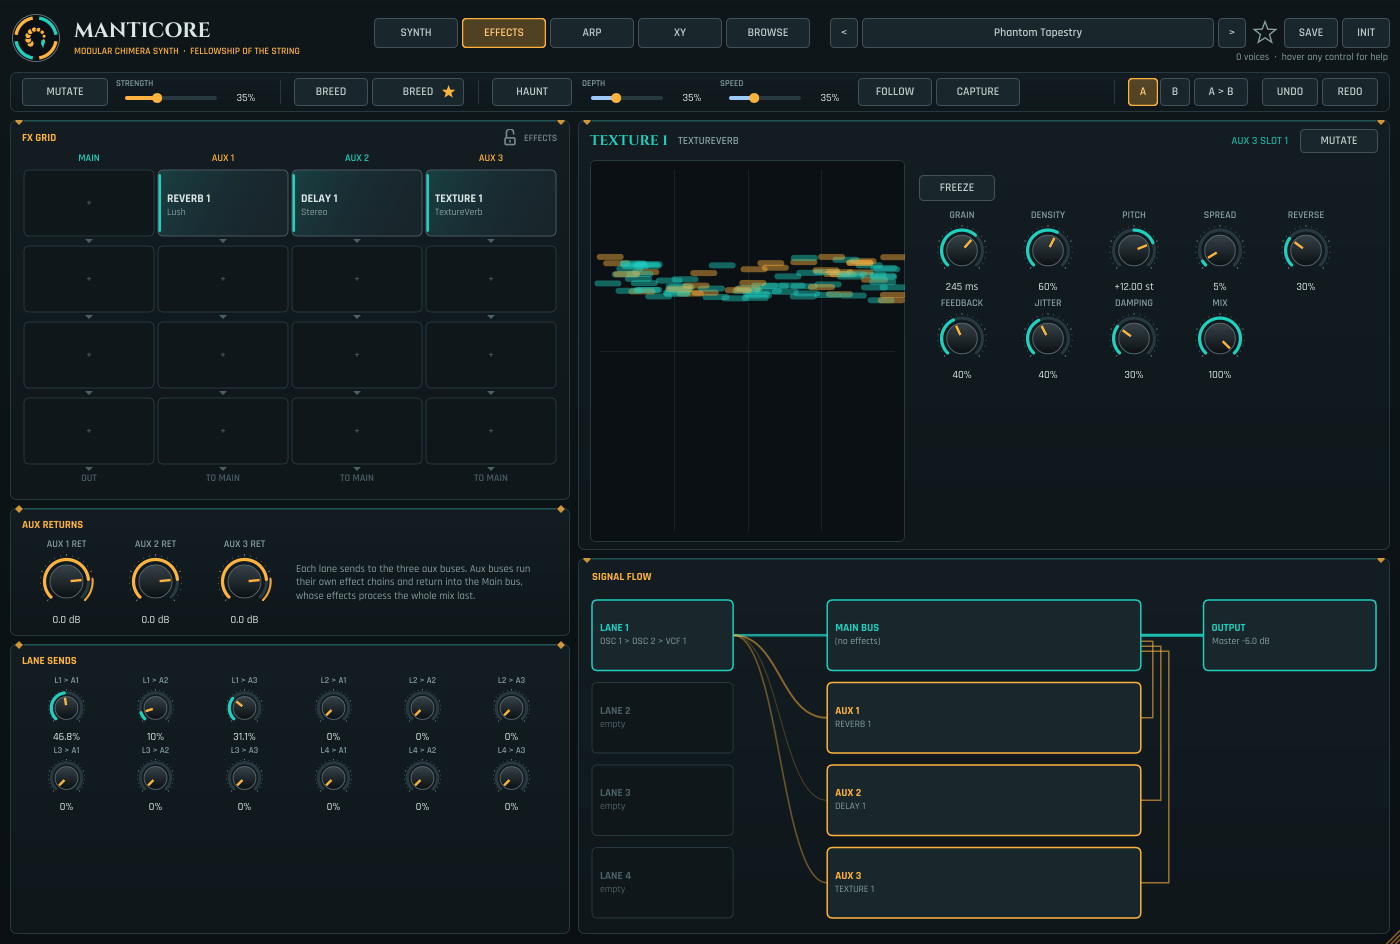 MANTICORE
MODULAR CHIMERA SYNTH · FELLOWSHIP OF THE STRING
SYNTH
EFFECTS
ARP
XY
BROWSE
<
Phantom Tapestry
>
SAVE
INIT
0 voices · hover any control for help
MUTATE
STRENGTH
35%
BREED
BREED
HAUNT
DEPTH
35%
SPEED
35%
FOLLOW
CAPTURE
A
B
A > B
UNDO
REDO
FX GRID
EFFECTS
MAIN
AUX 1
AUX 2
AUX 3
+
REVERB 1
Lush
DELAY 1
Stereo
TEXTURE 1
TextureVerb
+
+
+
+
+
+
+
+
+
+
+
+
OUT
TO MAIN
TO MAIN
TO MAIN
AUX RETURNS
AUX 1 RET
AUX 2 RET
AUX 3 RET
0.0 dB
0.0 dB
0.0 dB
Each lane sends to the three aux buses. Aux buses run
their own effect chains and return into the Main bus,
whose effects process the whole mix last.
LANE SENDS
L1 > A1
L1 > A2
L1 > A3
L2 > A1
L2 > A2
L2 > A3
46.8%
10%
31.1%
0%
0%
0%
L3 > A1
L3 > A2
L3 > A3
L4 > A1
L4 > A2
L4 > A3
0%
0%
0%
0%
0%
0%
TEXTURE 1
TEXTUREVERB
AUX 3 SLOT 1
MUTATE
FREEZE
GRAIN
DENSITY
PITCH
SPREAD
REVERSE
245 ms
60%
+12.00 st
5%
30%
FEEDBACK
JITTER
DAMPING
MIX
40%
40%
30%
100%
SIGNAL FLOW
LANE 1
OSC 1 > OSC 2 > VCF 1
MAIN BUS
(no effects)
OUTPUT
Master -6.0 dB
LANE 2
empty
AUX 1
REVERB 1
LANE 3
empty
AUX 2
DELAY 1
LANE 4
empty
AUX 3
TEXTURE 1